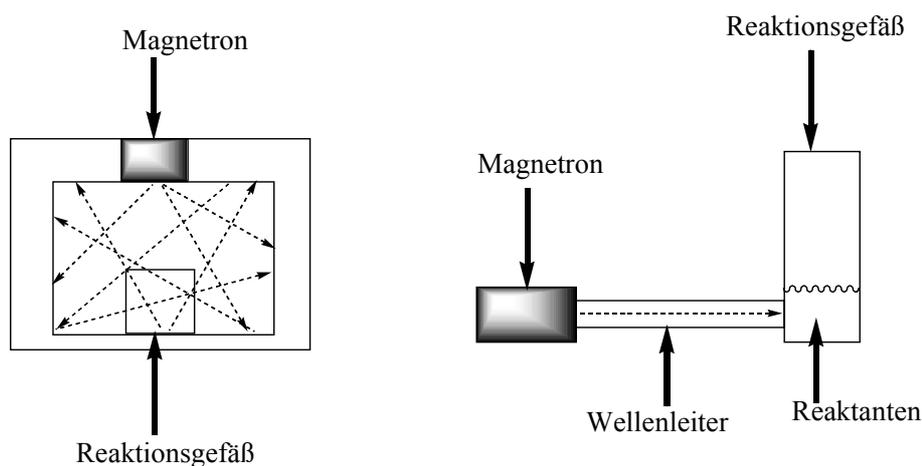 Magnetron
Reaktionsgefäß
Reaktionsgefäß
Magnetron
Wellenleiter
Reaktanten